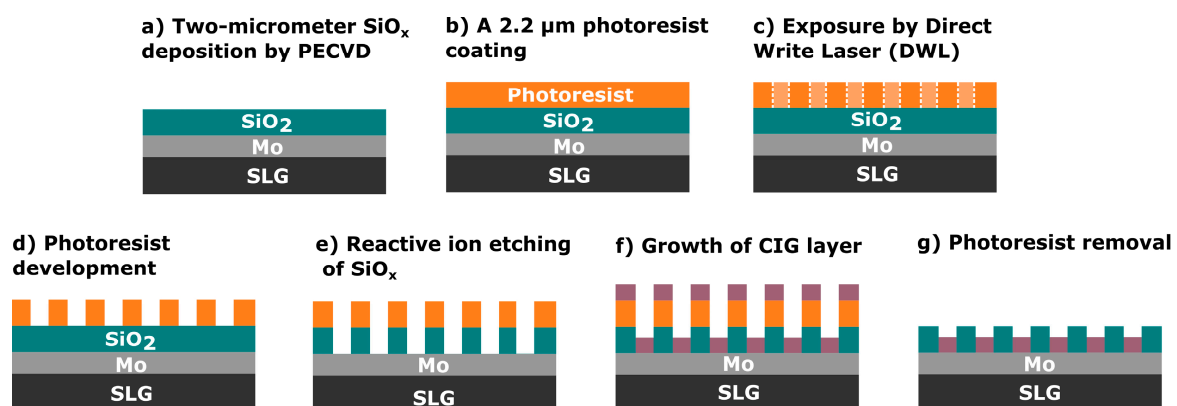 a) Two-micrometer SiOₓ
deposition by PECVD
SiO₂
Mo
SLG
b) A 2.2 µm photoresist
coating
Photoresist
SiO₂
Mo
SLG
c) Exposure by Direct
Write Laser (DWL)
SiO₂
Mo
SLG
d) Photoresist
development
SiO₂
Mo
SLG
e) Reactive ion etching
of SiOₓ
Mo
SLG
f) Growth of CIG layer
Mo
SLG
g) Photoresist removal
Mo
SLG